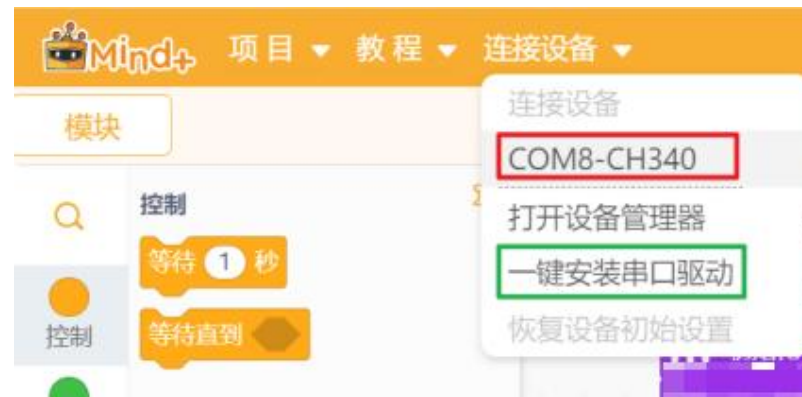 Mind+ 项目 教程 连接设备
模块
连接设备
COM8-CH340
打开设备管理器
一键安装串口驱动
恢复设备初始设置
控制
等待 1 秒
等待直到
控制